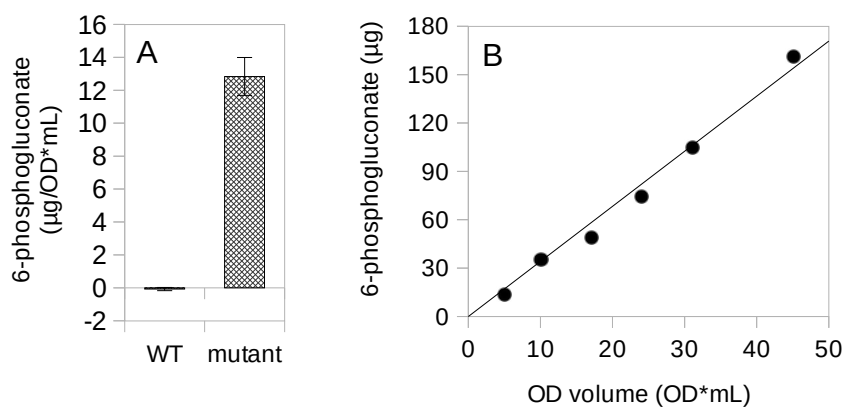 A
6-phosphogluconate
(µg/OD*mL)
16
14
12
10
8
6
4
2
0
-2
WT mutant
B
6-phosphogluconate (µg)
180
150
120
90
60
30
0
0 10 20 30 40 50
OD volume (OD*mL)